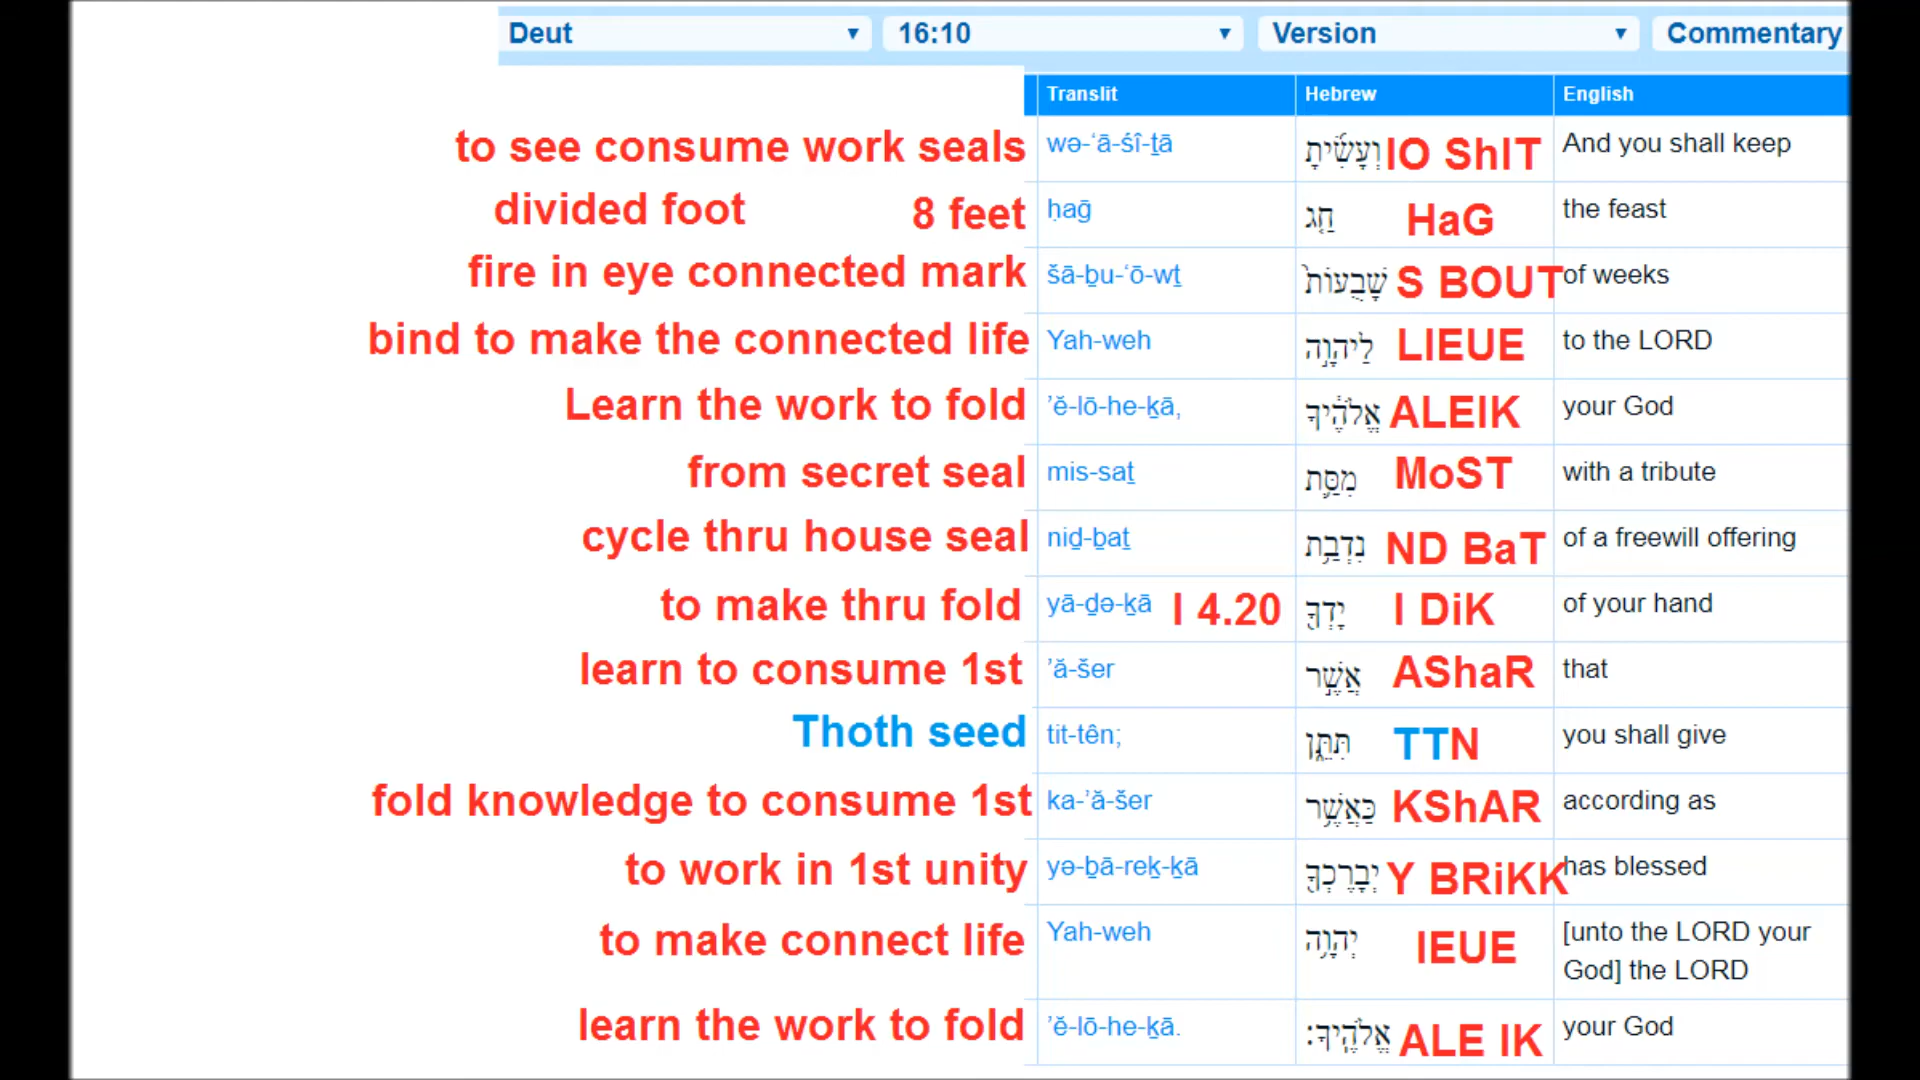 Deut 16:10 Version Commentary
Translit Hebrew English
to see consume work seals wə-‘ā-śî-ṯā וְעָשִׂ֜יתָ IO ShIT And you shall keep
divided foot 8 feet ḥaḡ חַ֤ג HaG the feast
fire in eye connected mark šā-ḇu-‘ō-wṯ שָׁבֻעוֹת֙ S BOUT of weeks
bind to make the connected life Yah-weh לַיהוָ֣ה LIEUE to the LORD
Learn the work to fold ’ĕ-lō-he-ḵā, אֱלֹהֶ֔יךָ ALEIK your God
from secret seal mis-saṯ מִסַּ֛ת MoST with a tribute
cycle thru house seal niḏ-ḇaṯ נִדְבַ֥ת ND BaT of a freewill offering
to make thru fold yā-ḏə-ḵā I 4.20 יָדְךָ֖ I DiK of your hand
learn to consume 1st ’ă-šer אֲשֶׁ֣ר AShaR that
Thoth seed tit-tên; תִּתֵּ֑ן TTN you shall give
fold knowledge to consume 1st ka-’ă-šer כַּאֲשֶׁ֥ר KShAR according as
to work in 1st unity yə-ḇā-reḵ-ḵā יְבָרֶכְךָ֖ Y BRiKK has blessed
to make connect life Yah-weh יְהוָ֥ה IEUE [unto the LORD your
God] the LORD
learn the work to fold ’ĕ-lō-he-ḵā. אֱלֹהֶֽיךָ׃ ALE IK your God